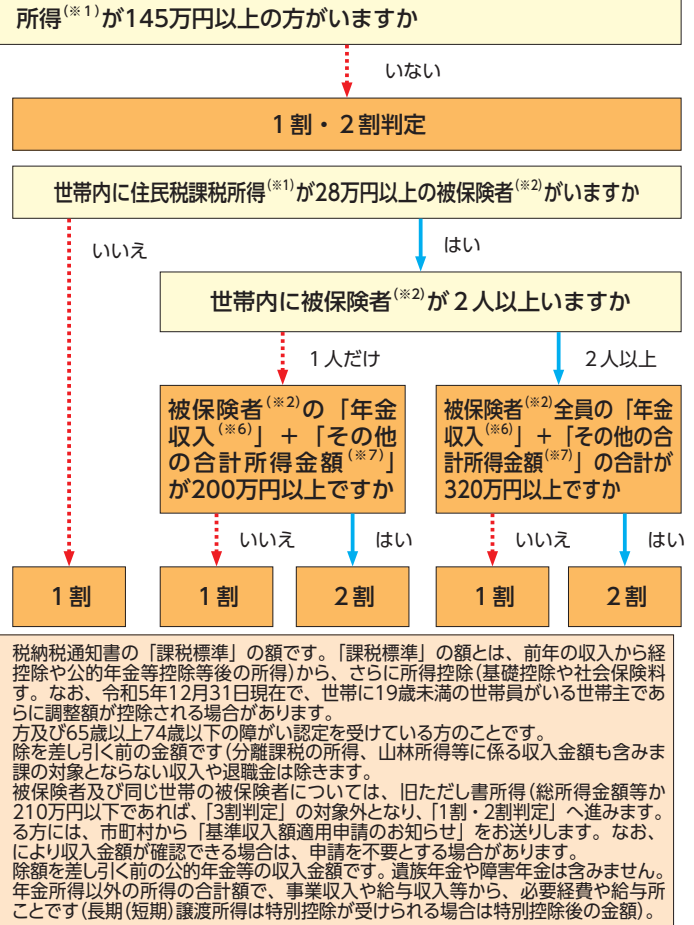 所得(※1)が145万円以上の方がいますか
いない
1割・2割判定
世帯内に住民税課税所得(※1)が28万円以上の被保険者(※2)がいますか
いいえ
はい
世帯内に被保険者(※2)が2人以上いますか
1人だけ
2人以上
被保険者(※2)の「年金
収入(※6)」+「その他
の合計所得金額(※7)」
が200万円以上ですか
被保険者(※2)全員の「年金
収入(※6)」+「その他の合
計所得金額(※7)」の合計が
320万円以上ですか
いいえ
はい
いいえ
はい
1割
1割
2割
1割
2割
税納税通知書の「課税標準」の額です。「課税標準」の額とは、前年の収入から経
控除や公的年金等控除等後の所得)から、さらに所得控除(基礎控除や社会保険料
す。なお、令和5年12月31日現在で、世帯に19歳未満の世帯員がいる世帯主であ
らに調整額が控除される場合があります。
方及び65歳以上74歳以下の障がい認定を受けている方のことです。
除を差し引く前の金額です(分離課税の所得、山林所得等に係る収入金額も含みま
課の対象とならない収入や退職金は除きます。
被保険者及び同じ世帯の被保険者については、旧ただし書所得(総所得金額等か
210万円以下であれば、「3割判定」の対象外となり、「1割・2割判定」へ進みます。
る方には、市町村から「基準収入額適用申請のお知らせ」をお送りします。なお、
により収入金額が確認できる場合は、申請を不要とする場合があります。
除額を差し引く前の公的年金等の収入金額です。遺族年金や障害年金は含みません。
年金所得以外の所得の合計額で、事業収入や給与収入等から、必要経費や給与所
ことです(長期(短期)譲渡所得は特別控除が受けられる場合は特別控除後の金額)。